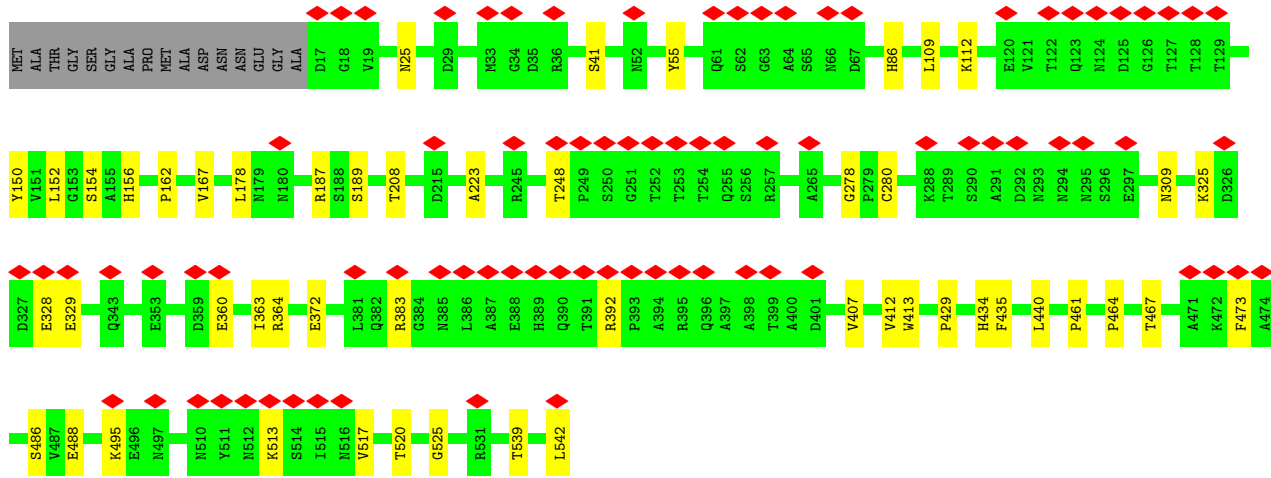 MET ALA THR GLY SER GLY ALA PRO MET ALA ASP ASN ASN GLU GLY ALA D17 G18 V19 N25 D29 M33 G34 D35 R36 S41 N52 Y55 Q61 S62 G63 A64 S65 N66 D67 H86 L109 K112 E120 V121 T122 Q123 N124 D125 G126 T127 T128 T129
Y150 V151 L152 G153 S154 A155 H156 P162 V167 L178 N179 N180 R187 S188 S189 T208 D215 A223 R245 T248 P249 S250 G251 T252 T253 T254 Q255 S256 R257 A265 G278 P279 C280 K288 T289 S290 A291 D292 N293 N294 N295 S296 E297 N309 K325 D326
D327 E328 E329 Q343 E353 D359 E360 I363 R364 E372 L381 Q382 R383 G384 N385 L386 A387 E388 H389 Q390 T391 R392 P393 A394 R395 Q396 A397 A398 T399 A400 D401 V407 V412 W413 P429 H434 F435 L440 P461 P464 T467 A471 K472 F473 A474
S486 V487 E488 K495 E496 N497 N510 Y511 N512 K513 S514 I515 N516 V517 T520 G525 R531 T539 L542